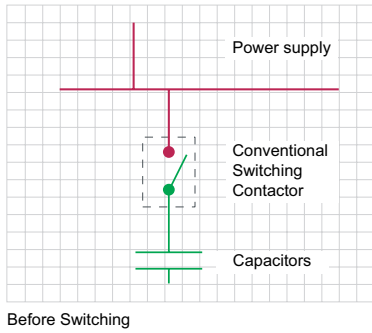 Power supply
Conventional
Switching
Contactor
Capacitors
Before Switching